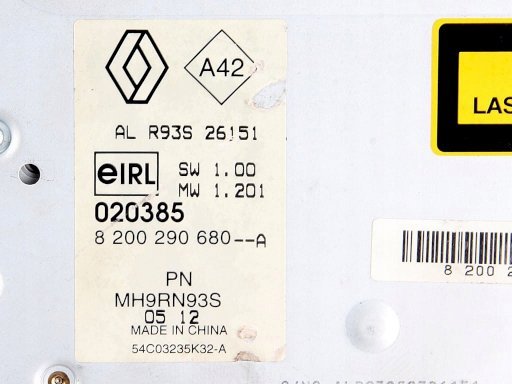 A42
AL R93S 26151
eIRL
SW 1.00
MW 1.201
020385
8 200 290 680--A
PN
MH9RN93S
05 12
MADE IN CHINA
54C03235K32-A
LAS
8 200 2